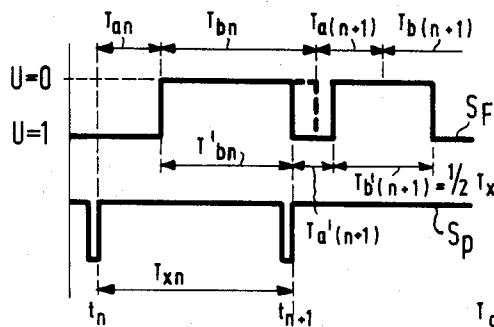 Tan Tbn Ta(n+1) Tb(n+1)
U=0
U=1
SF
T'bn Tb'(n+1)=1/2 Tx
Ta'(n+1)
Sp
Txn
tn tn+1